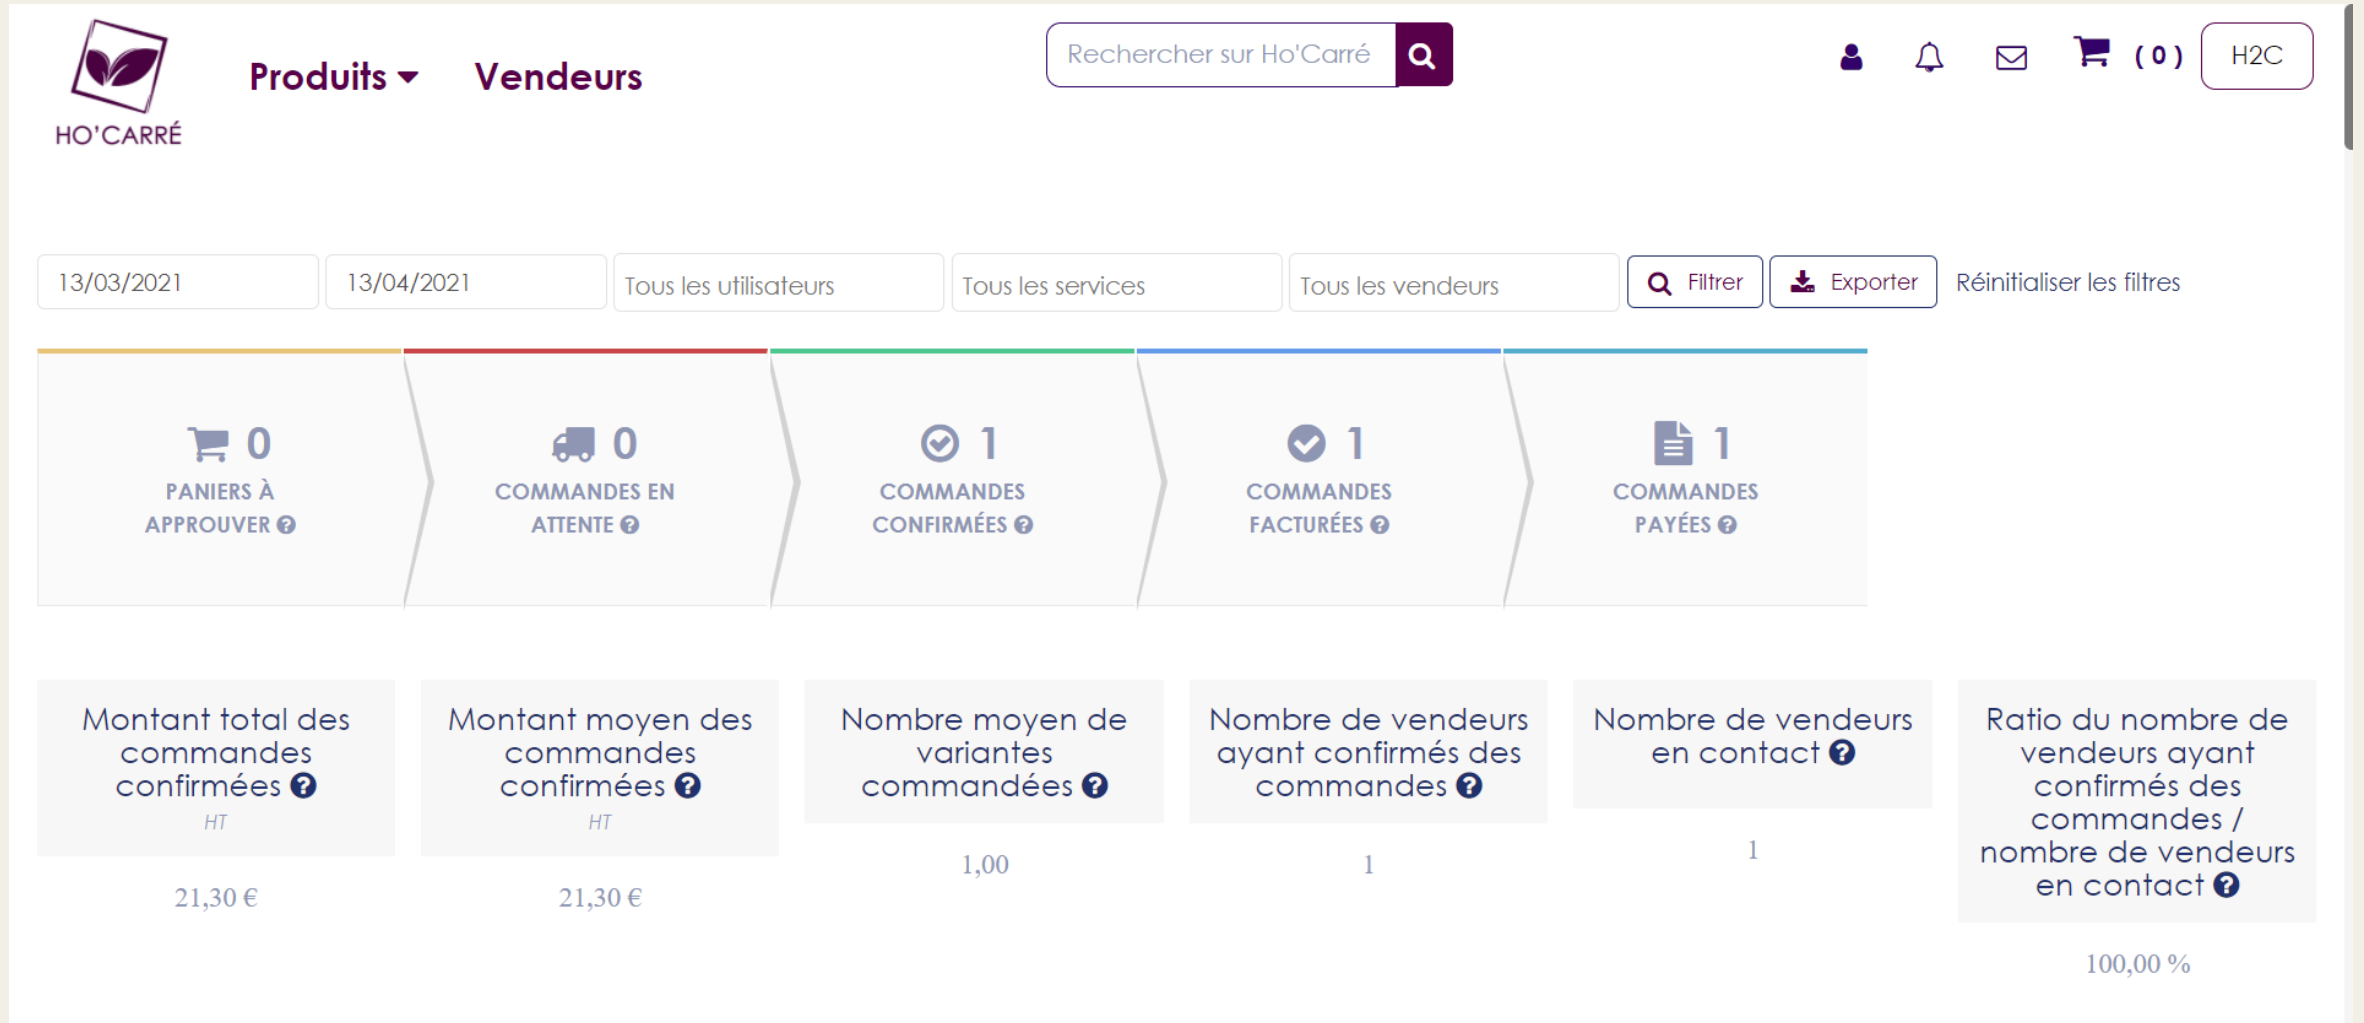 HO'CARRÉ
Produits
Vendeurs
Rechercher sur Ho'Carré
( 0 )
H2C
13/03/2021
13/04/2021
Tous les utilisateurs
Tous les services
Tous les vendeurs
Filtrer
Exporter
Réinitialiser les filtres
0
PANIERS À
APPROUVER ?
0
COMMANDES EN
ATTENTE ?
1
COMMANDES
CONFIRMÉES ?
1
COMMANDES
FACTURÉES ?
1
COMMANDES
PAYÉES ?
Montant total des
commandes
confirmées ?
HT
21,30 €
Montant moyen des
commandes
confirmées ?
HT
21,30 €
Nombre moyen de
variantes
commandées ?
1,00
Nombre de vendeurs
ayant confirmés des
commandes ?
1
Nombre de vendeurs
en contact ?
1
Ratio du nombre de
vendeurs ayant
confirmés des
commandes /
nombre de vendeurs
en contact ?
100,00 %